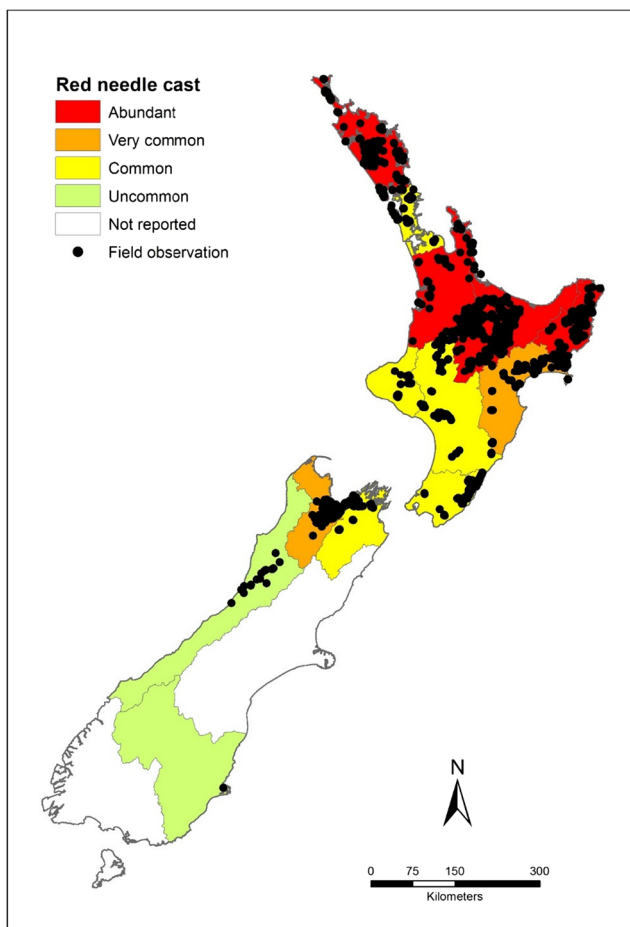 Red needle cast
Abundant
Very common
Common
Uncommon
Not reported
Field observation
N
0 75 150 300
Kilometers